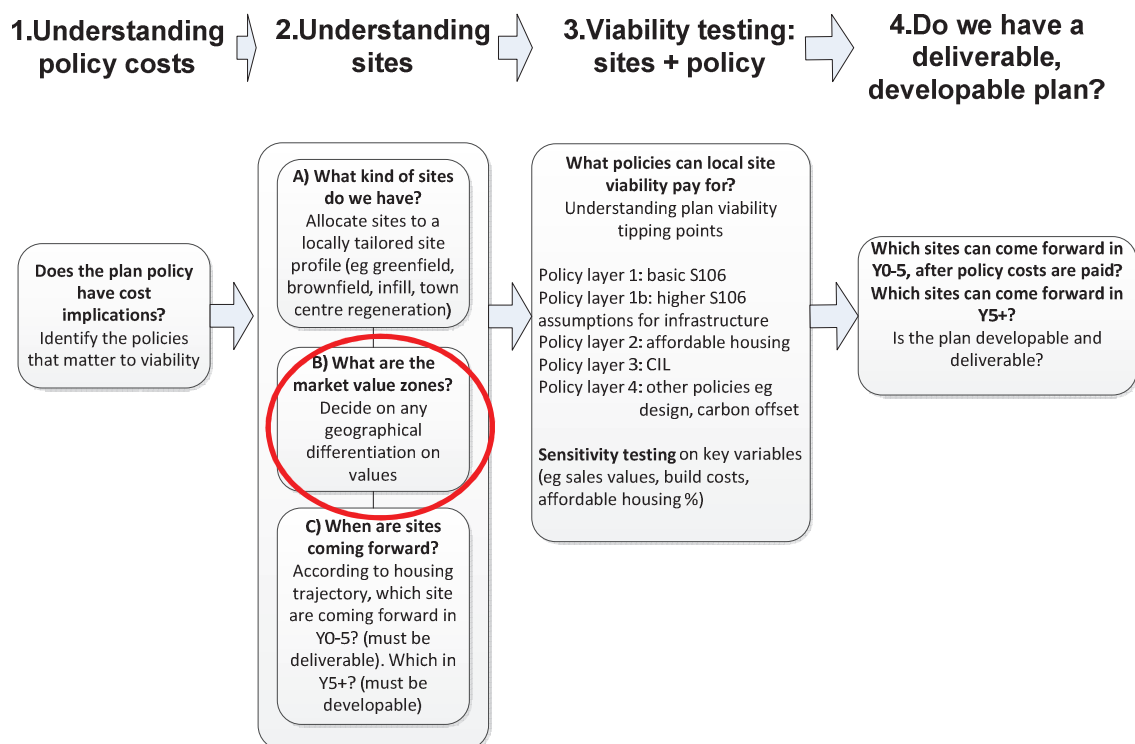 1.Understanding
policy costs
2.Understanding
sites
3.Viability testing:
sites + policy
4.Do we have a
deliverable,
developable plan?
Does the plan policy
have cost
implications?
Identify the policies
that matter to viability
A) What kind of sites
do we have?
Allocate sites to a
locally tailored site
profile (eg greenfield,
brownfield, infill, town
centre regeneration)
B) What are the
market value zones?
Decide on any
geographical
differentiation on
values
C) When are sites
coming forward?
According to housing
trajectory, which site
are coming forward in
Y0-5? (must be
deliverable). Which in
Y5+? (must be
developable)
What policies can local site
viability pay for?
Understanding plan viability
tipping points
Policy layer 1: basic S106
Policy layer 1b: higher S106
assumptions for infrastructure
Policy layer 2: affordable housing
Policy layer 3: CIL
Policy layer 4: other policies eg
design, carbon offset
Sensitivity testing on key variables
(eg sales values, build costs,
affordable housing %)
Which sites can come forward in
Y0-5, after policy costs are paid?
Which sites can come forward in
Y5+?
Is the plan developable and
deliverable?